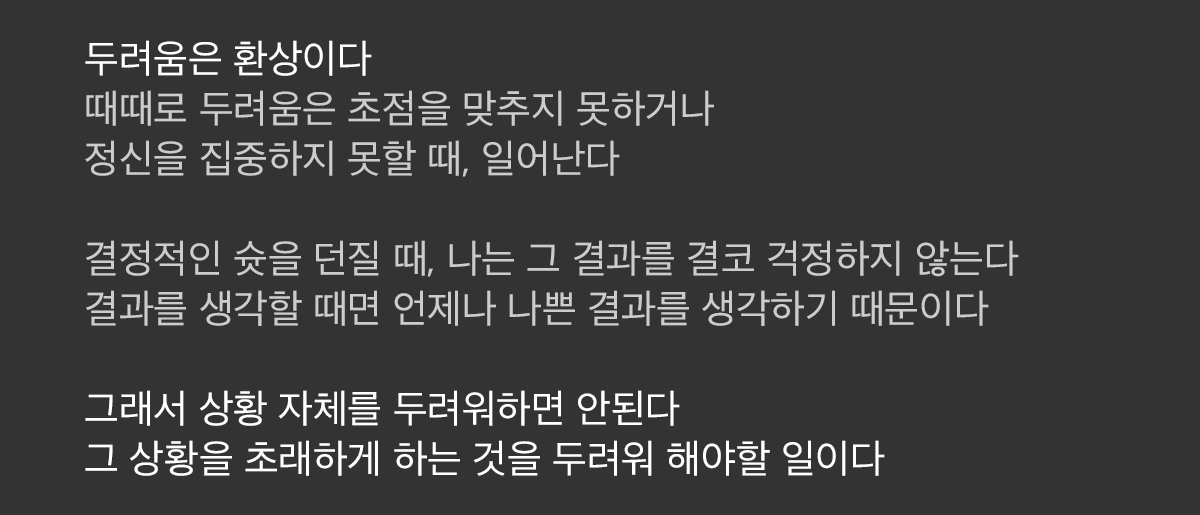 두려움은 환상이다
때때로 두려움은 초점을 맞추지 못하거나
정신을 집중하지 못할 때, 일어난다
결정적인 슛을 던질 때, 나는 그 결과를 결코 걱정하지 않는다
결과를 생각할 때면 언제나 나쁜 결과를 생각하기 때문이다
그래서 상황 자체를 두려워하면 안된다
그 상황을 초래하게 하는 것을 두려워 해야할 일이다